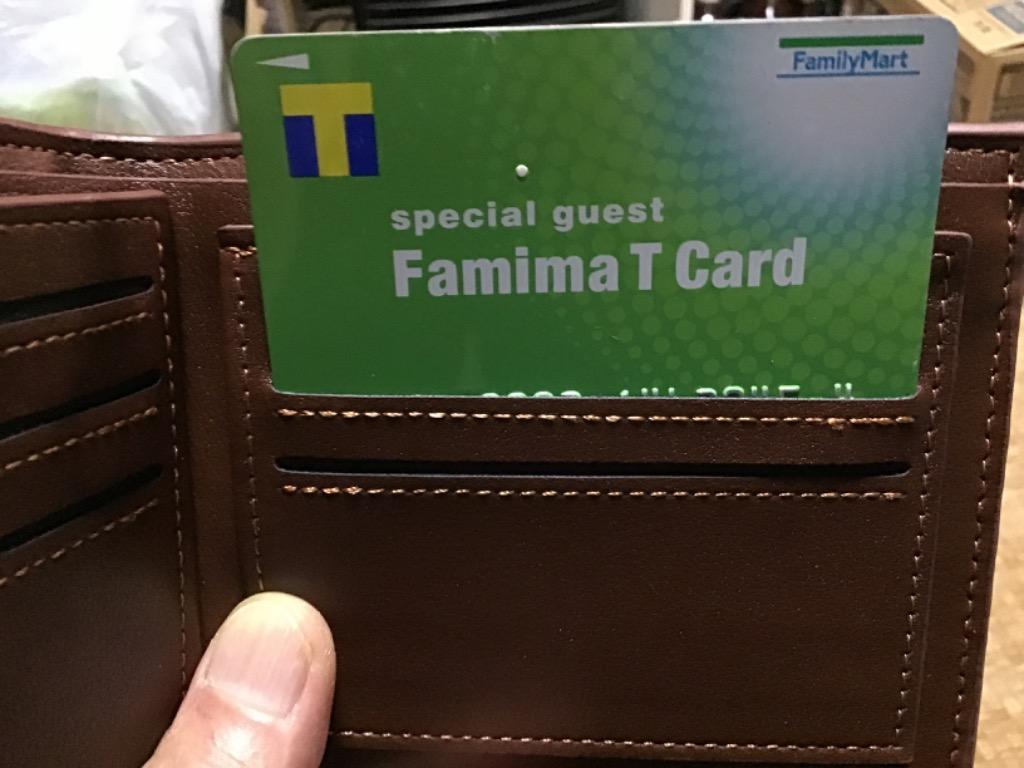 T
FamilyMart
special guest
Famima T Card